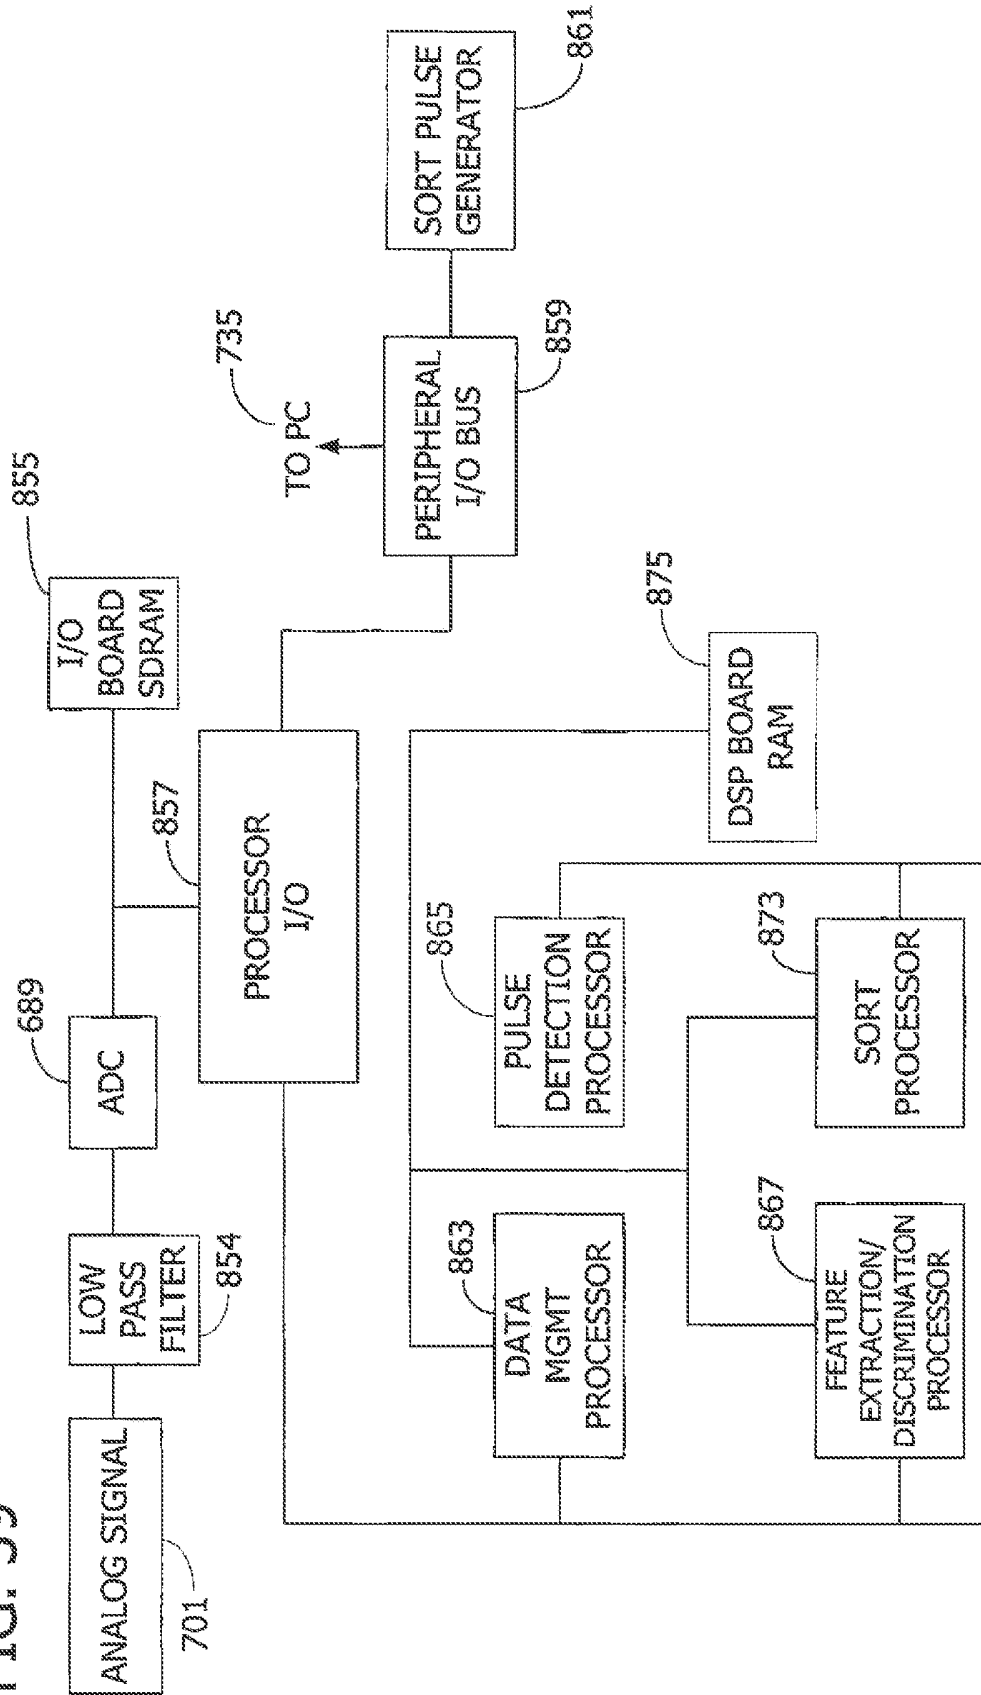 FIG. 59
ANALOG SIGNAL
701
LOW
PASS
FILTER
854
ADC
689
I/O
BOARD
SDRAM
855
PROCESSOR
I/O
857
TO PC
735
PERIPHERAL
I/O BUS
859
SORT PULSE
GENERATOR
861
DATA
MGMT
PROCESSOR
863
PULSE
DETECTION
PROCESSOR
865
DSP BOARD
RAM
875
FEATURE
EXTRACTION/
DISCRIMINATION
PROCESSOR
867
SORT
PROCESSOR
873